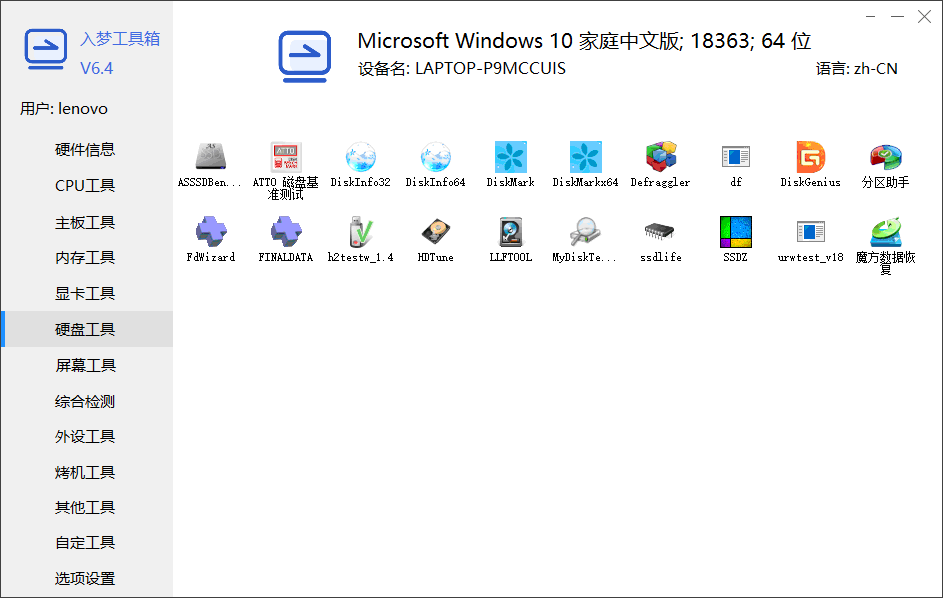 入梦工具箱
V6.4
用户: lenovo
硬件信息
CPU工具
主板工具
内存工具
显卡工具
硬盘工具
屏幕工具
综合检测
外设工具
烤机工具
其他工具
自定工具
选项设置
Microsoft Windows 10 家庭中文版; 18363; 64 位
设备名: LAPTOP-P9MCCUIS
语言: zh-CN
AS
ASSSDBen...
ATTO
ATTO 磁盘基
准测试
DiskInfo32
DiskInfo64
DiskMark
DiskMarkx64
Defraggler
df
DiskGenius
分区助手
FdWizard
FINALDATA
h2testw_1.4
HDTune
LLFTOOL
MyDiskTe...
ssdlife
SSDZ
urwtest_v18
魔方数据恢
复